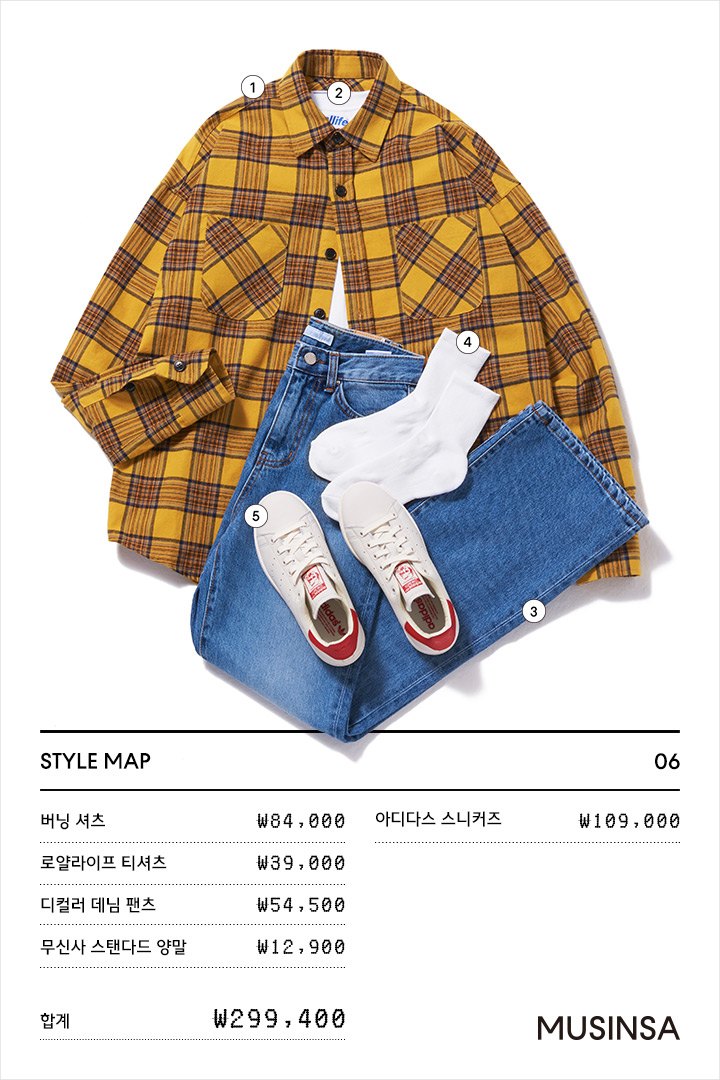 1
2
llife
4
5
adidas
adidas
3
STYLE MAP 06
버닝 셔츠 ₩84,000
아디다스 스니커즈 ₩109,000
로얄라이프 티셔츠 ₩39,000
디컬러 데님 팬츠 ₩54,500
무신사 스탠다드 양말 ₩12,900
합계 ₩299,400
MUSINSA